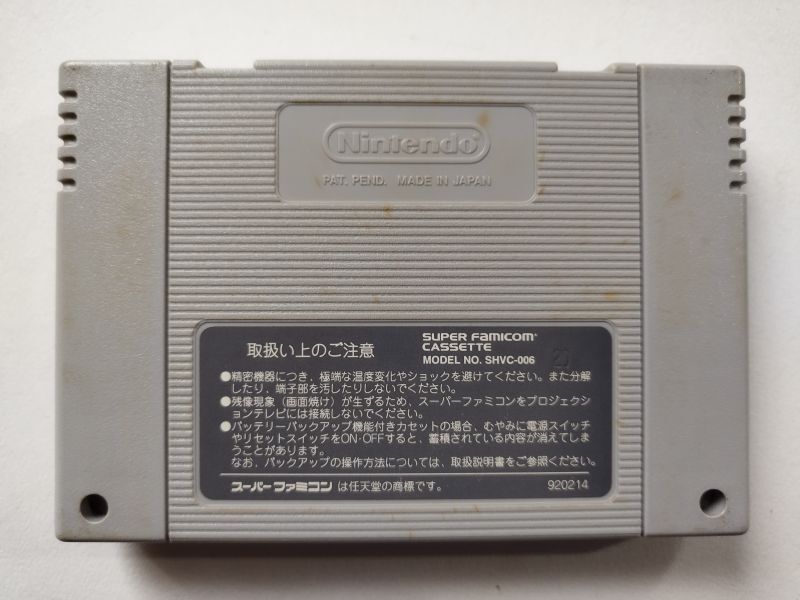 Nintendo
PAT. PEND. MADE IN JAPAN
取扱い上のご注意
SUPER FAMICOM
CASSETTE
MODEL NO. SHVC-006
20
●精密機器につき、極端な温度変化やショックを避けてください。また分解
したり、端子部を汚したりしないでください。
●残像現象（画面焼け）が生ずるため、スーパーファミコンをプロジェクシ
ョンテレビには接続しないでください。
●バッテリーバックアップ機能付きカセットの場合、むやみに電源スイッチ
やリセットスイッチをON·OFFすると、蓄積されている内容が消えてしま
うことがあります。
なお、バックアップの操作方法については、取扱説明書をご参照ください。
スーパーファミコンは任天堂の商標です。
920214